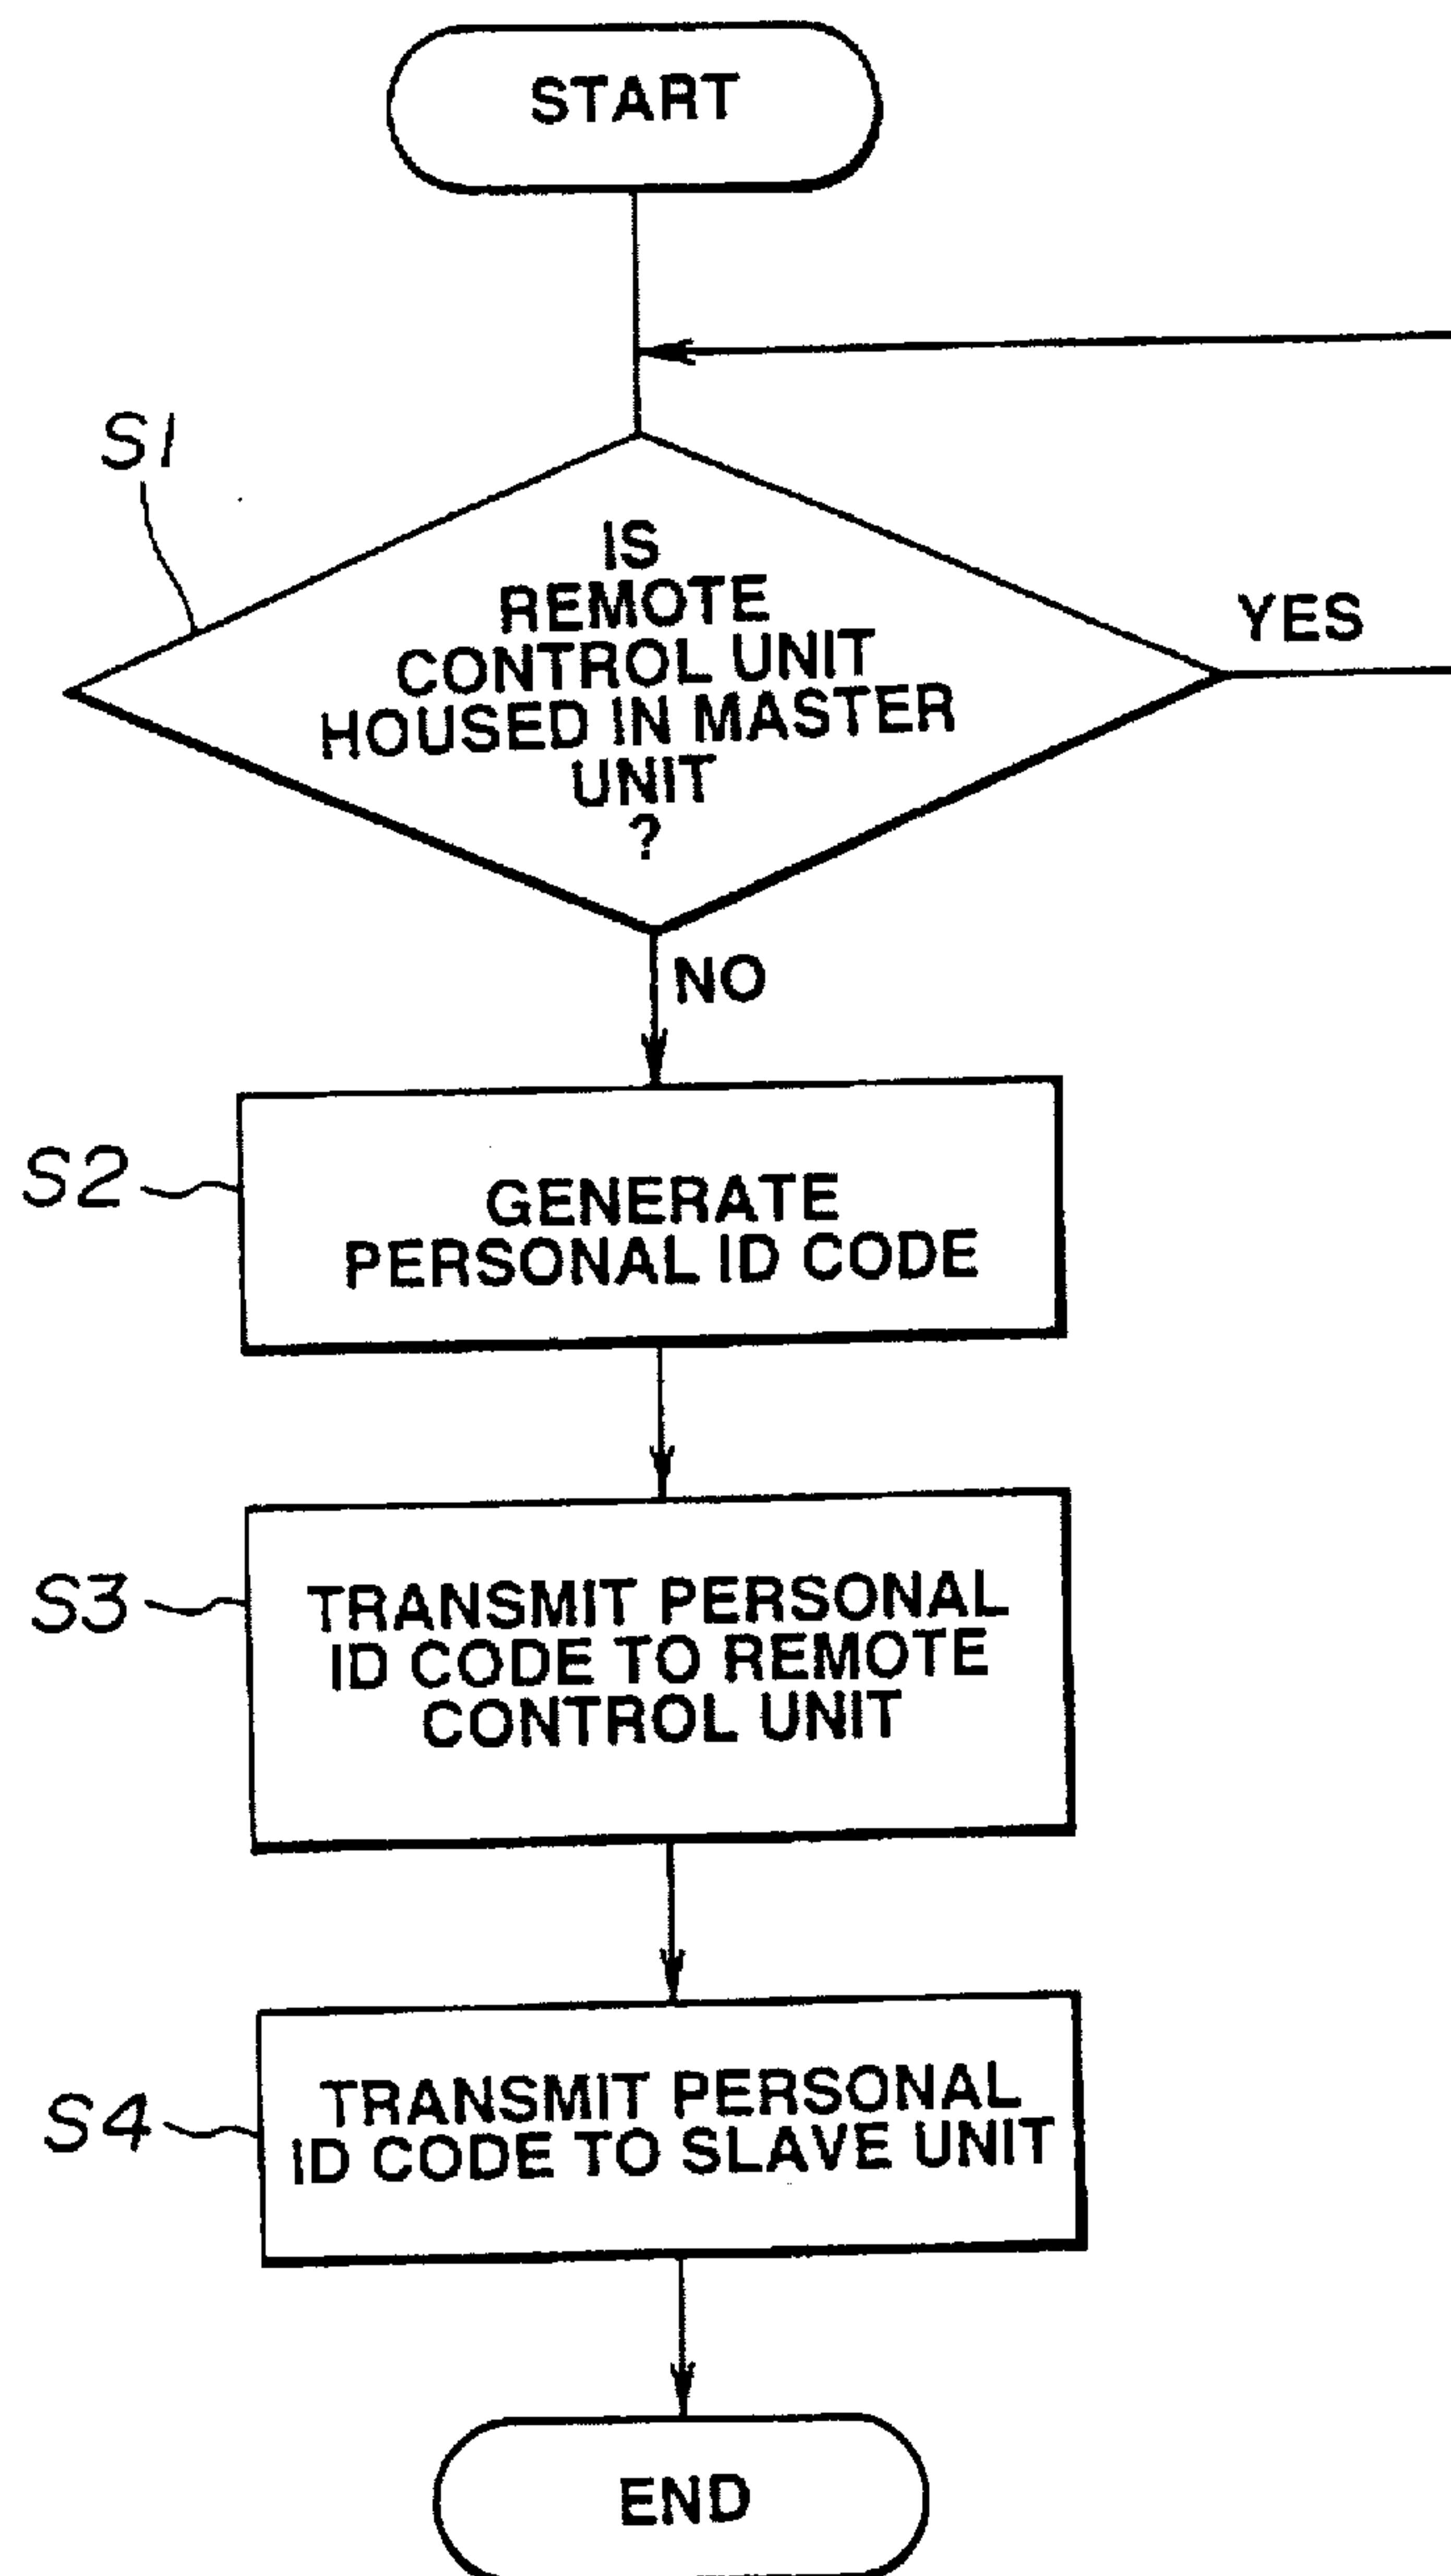 START
S1
IS
REMOTE
CONTROL UNIT
HOUSED IN MASTER
UNIT
?
YES
NO
S2
GENERATE
PERSONAL ID CODE
S3
TRANSMIT PERSONAL
ID CODE TO REMOTE
CONTROL UNIT
S4
TRANSMIT PERSONAL
ID CODE TO SLAVE UNIT
END